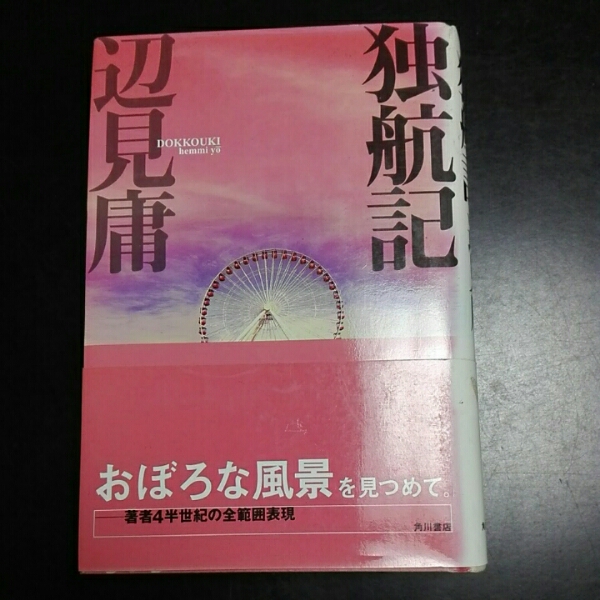 独航記
辺見庸
DOKKOUKI
hemmi yō
おぼろな風景を見つめて。
──著者4半世紀の全範囲表現
角川書店